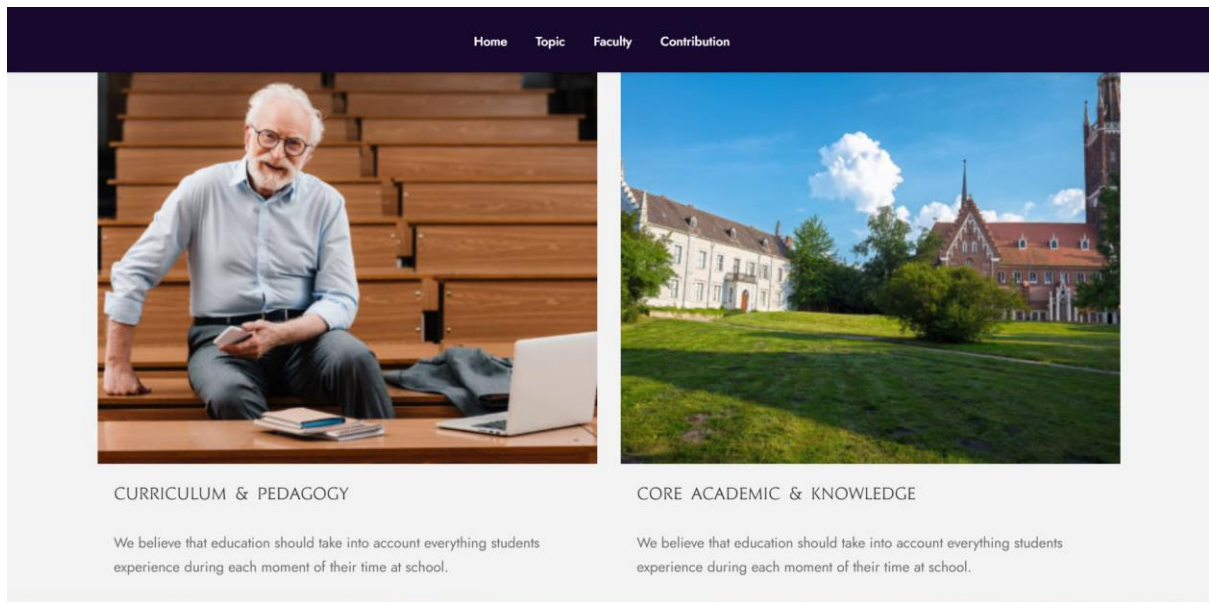 Home Topic Faculty Contribution
CURRICULUM & PEDAGOGY
We believe that education should take into account everything students
experience during each moment of their time at school.
CORE ACADEMIC & KNOWLEDGE
We believe that education should take into account everything students
experience during each moment of their time at school.